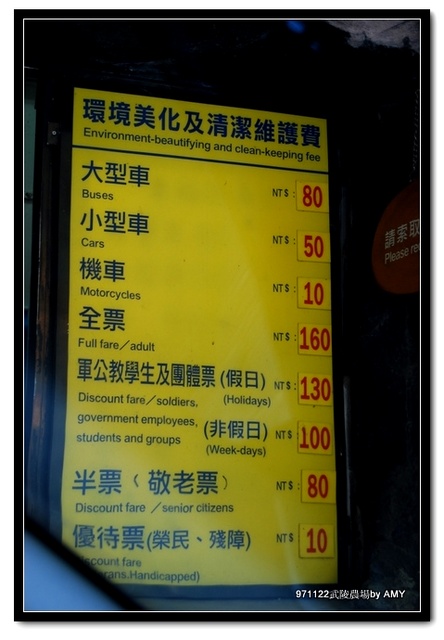 環境美化及清潔維護費
Environment-beautifying and clean-keeping fee
大型車 NT$: 80
Buses
小型車 NT$: 50
Cars
機車 NT$: 10
Motorcycles
全票 NT$: 160
Full fare／adult
軍公教學生及團體票 (假日) NT$: 130
Discount fare／soldiers, (Holidays)
government employees, (非假日) NT$: 100
students and groups (Week-days)
半票﹙敬老票﹚ NT$: 80
Discount fare ／senior citizens
優待票(榮民、殘障) NT$: 10
fare
Handicapped)
請索取
Please
971122武陵農場by AMY